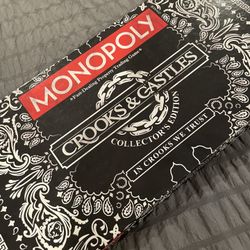 MONOPOLY
Fast-Dealing Property Trading Game
CROOKS & CASTLES
COLLECTOR'S EDITION
IN CROOKS WE TRUST